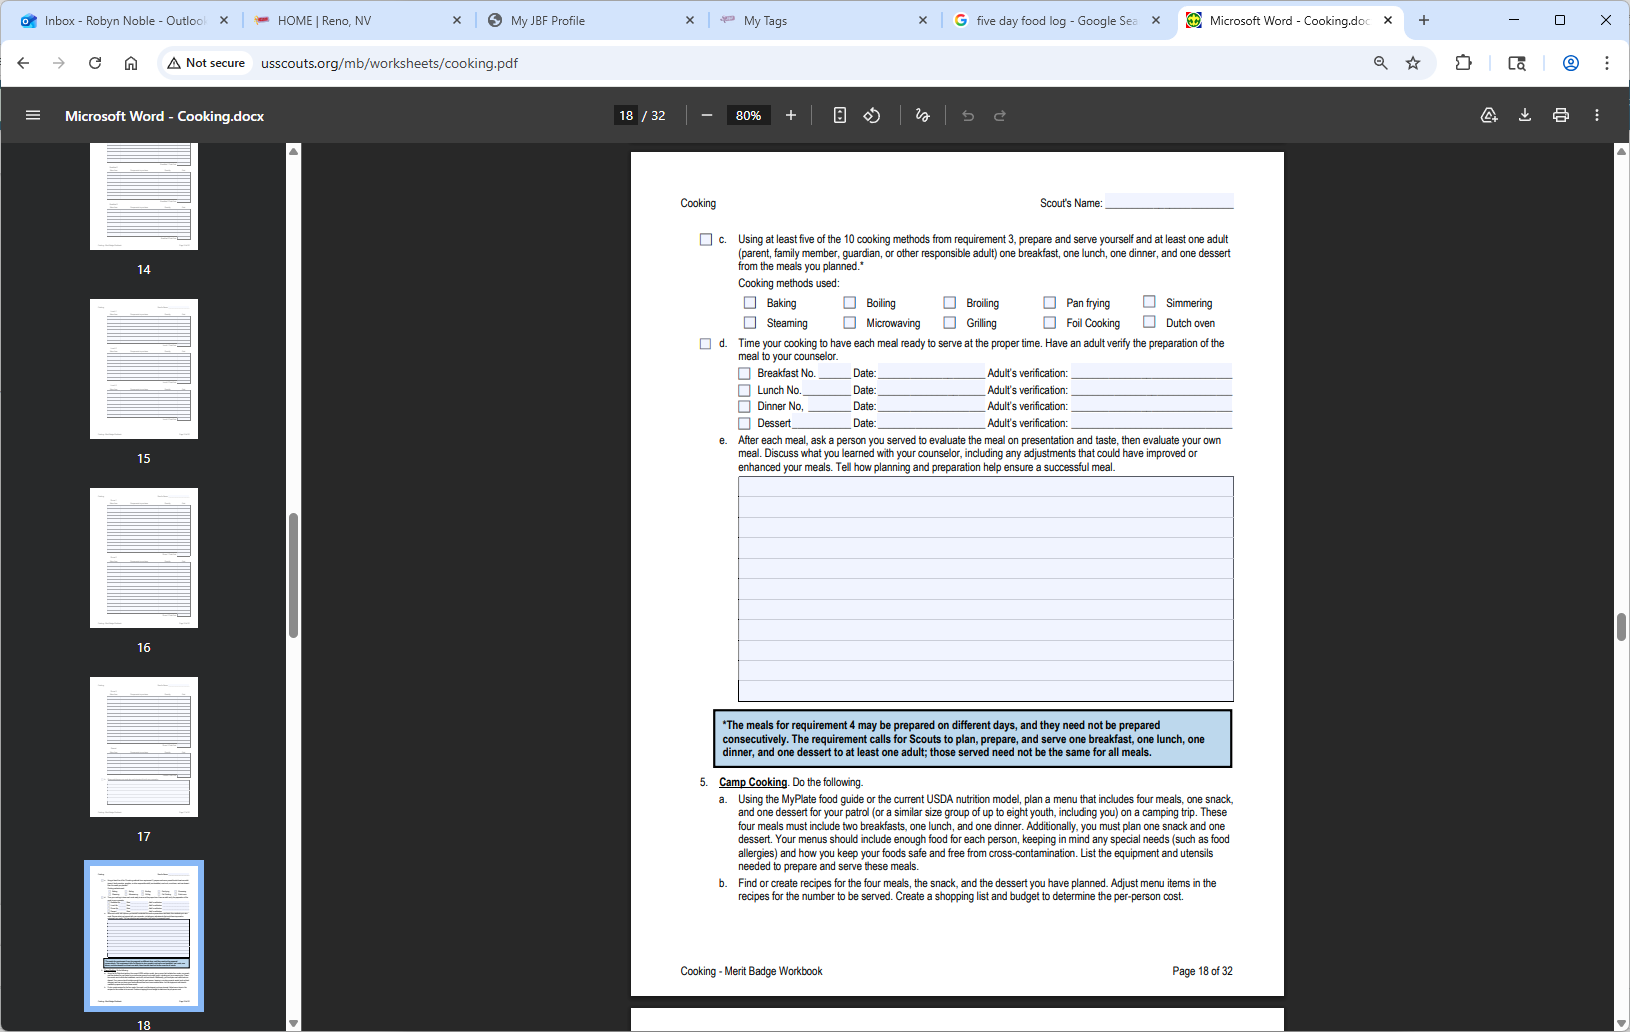 Inbox - Robyn Noble - Outlook
HOME | Reno, NV
My JBF Profile
My Tags
five day food log - Google Sea
Microsoft Word - Cooking.doc
Not secure
usscouts.org/mb/worksheets/cooking.pdf
Microsoft Word - Cooking.docx
18 / 32
80%
14
15
16
17
18
Cooking
Scout's Name:
c. Using at least five of the 10 cooking methods from requirement 3, prepare and serve yourself and at least one adult
(parent, family member, guardian, or other responsible adult) one breakfast, one lunch, one dinner, and one dessert
from the meals you planned.*
Cooking methods used:
Baking Boiling Broiling Pan frying Simmering
Steaming Microwaving Grilling Foil Cooking Dutch oven
d. Time your cooking to have each meal ready to serve at the proper time. Have an adult verify the preparation of the
meal to your counselor.
Breakfast No. Date: Adult's verification:
Lunch No. Date: Adult's verification:
Dinner No, Date: Adult's verification:
Dessert Date: Adult's verification:
e. After each meal, ask a person you served to evaluate the meal on presentation and taste, then evaluate your own
meal. Discuss what you learned with your counselor, including any adjustments that could have improved or
enhanced your meals. Tell how planning and preparation help ensure a successful meal.
*The meals for requirement 4 may be prepared on different days, and they need not be prepared
consecutively. The requirement calls for Scouts to plan, prepare, and serve one breakfast, one lunch, one
dinner, and one dessert to at least one adult; those served need not be the same for all meals.
5. Camp Cooking. Do the following.
a. Using the MyPlate food guide or the current USDA nutrition model, plan a menu that includes four meals, one snack,
and one dessert for your patrol (or a similar size group of up to eight youth, including you) on a camping trip. These
four meals must include two breakfasts, one lunch, and one dinner. Additionally, you must plan one snack and one
dessert. Your menus should include enough food for each person, keeping in mind any special needs (such as food
allergies) and how you keep your foods safe and free from cross-contamination. List the equipment and utensils
needed to prepare and serve these meals.
b. Find or create recipes for the four meals, the snack, and the dessert you have planned. Adjust menu items in the
recipes for the number to be served. Create a shopping list and budget to determine the per-person cost.
Cooking - Merit Badge Workbook
Page 18 of 32